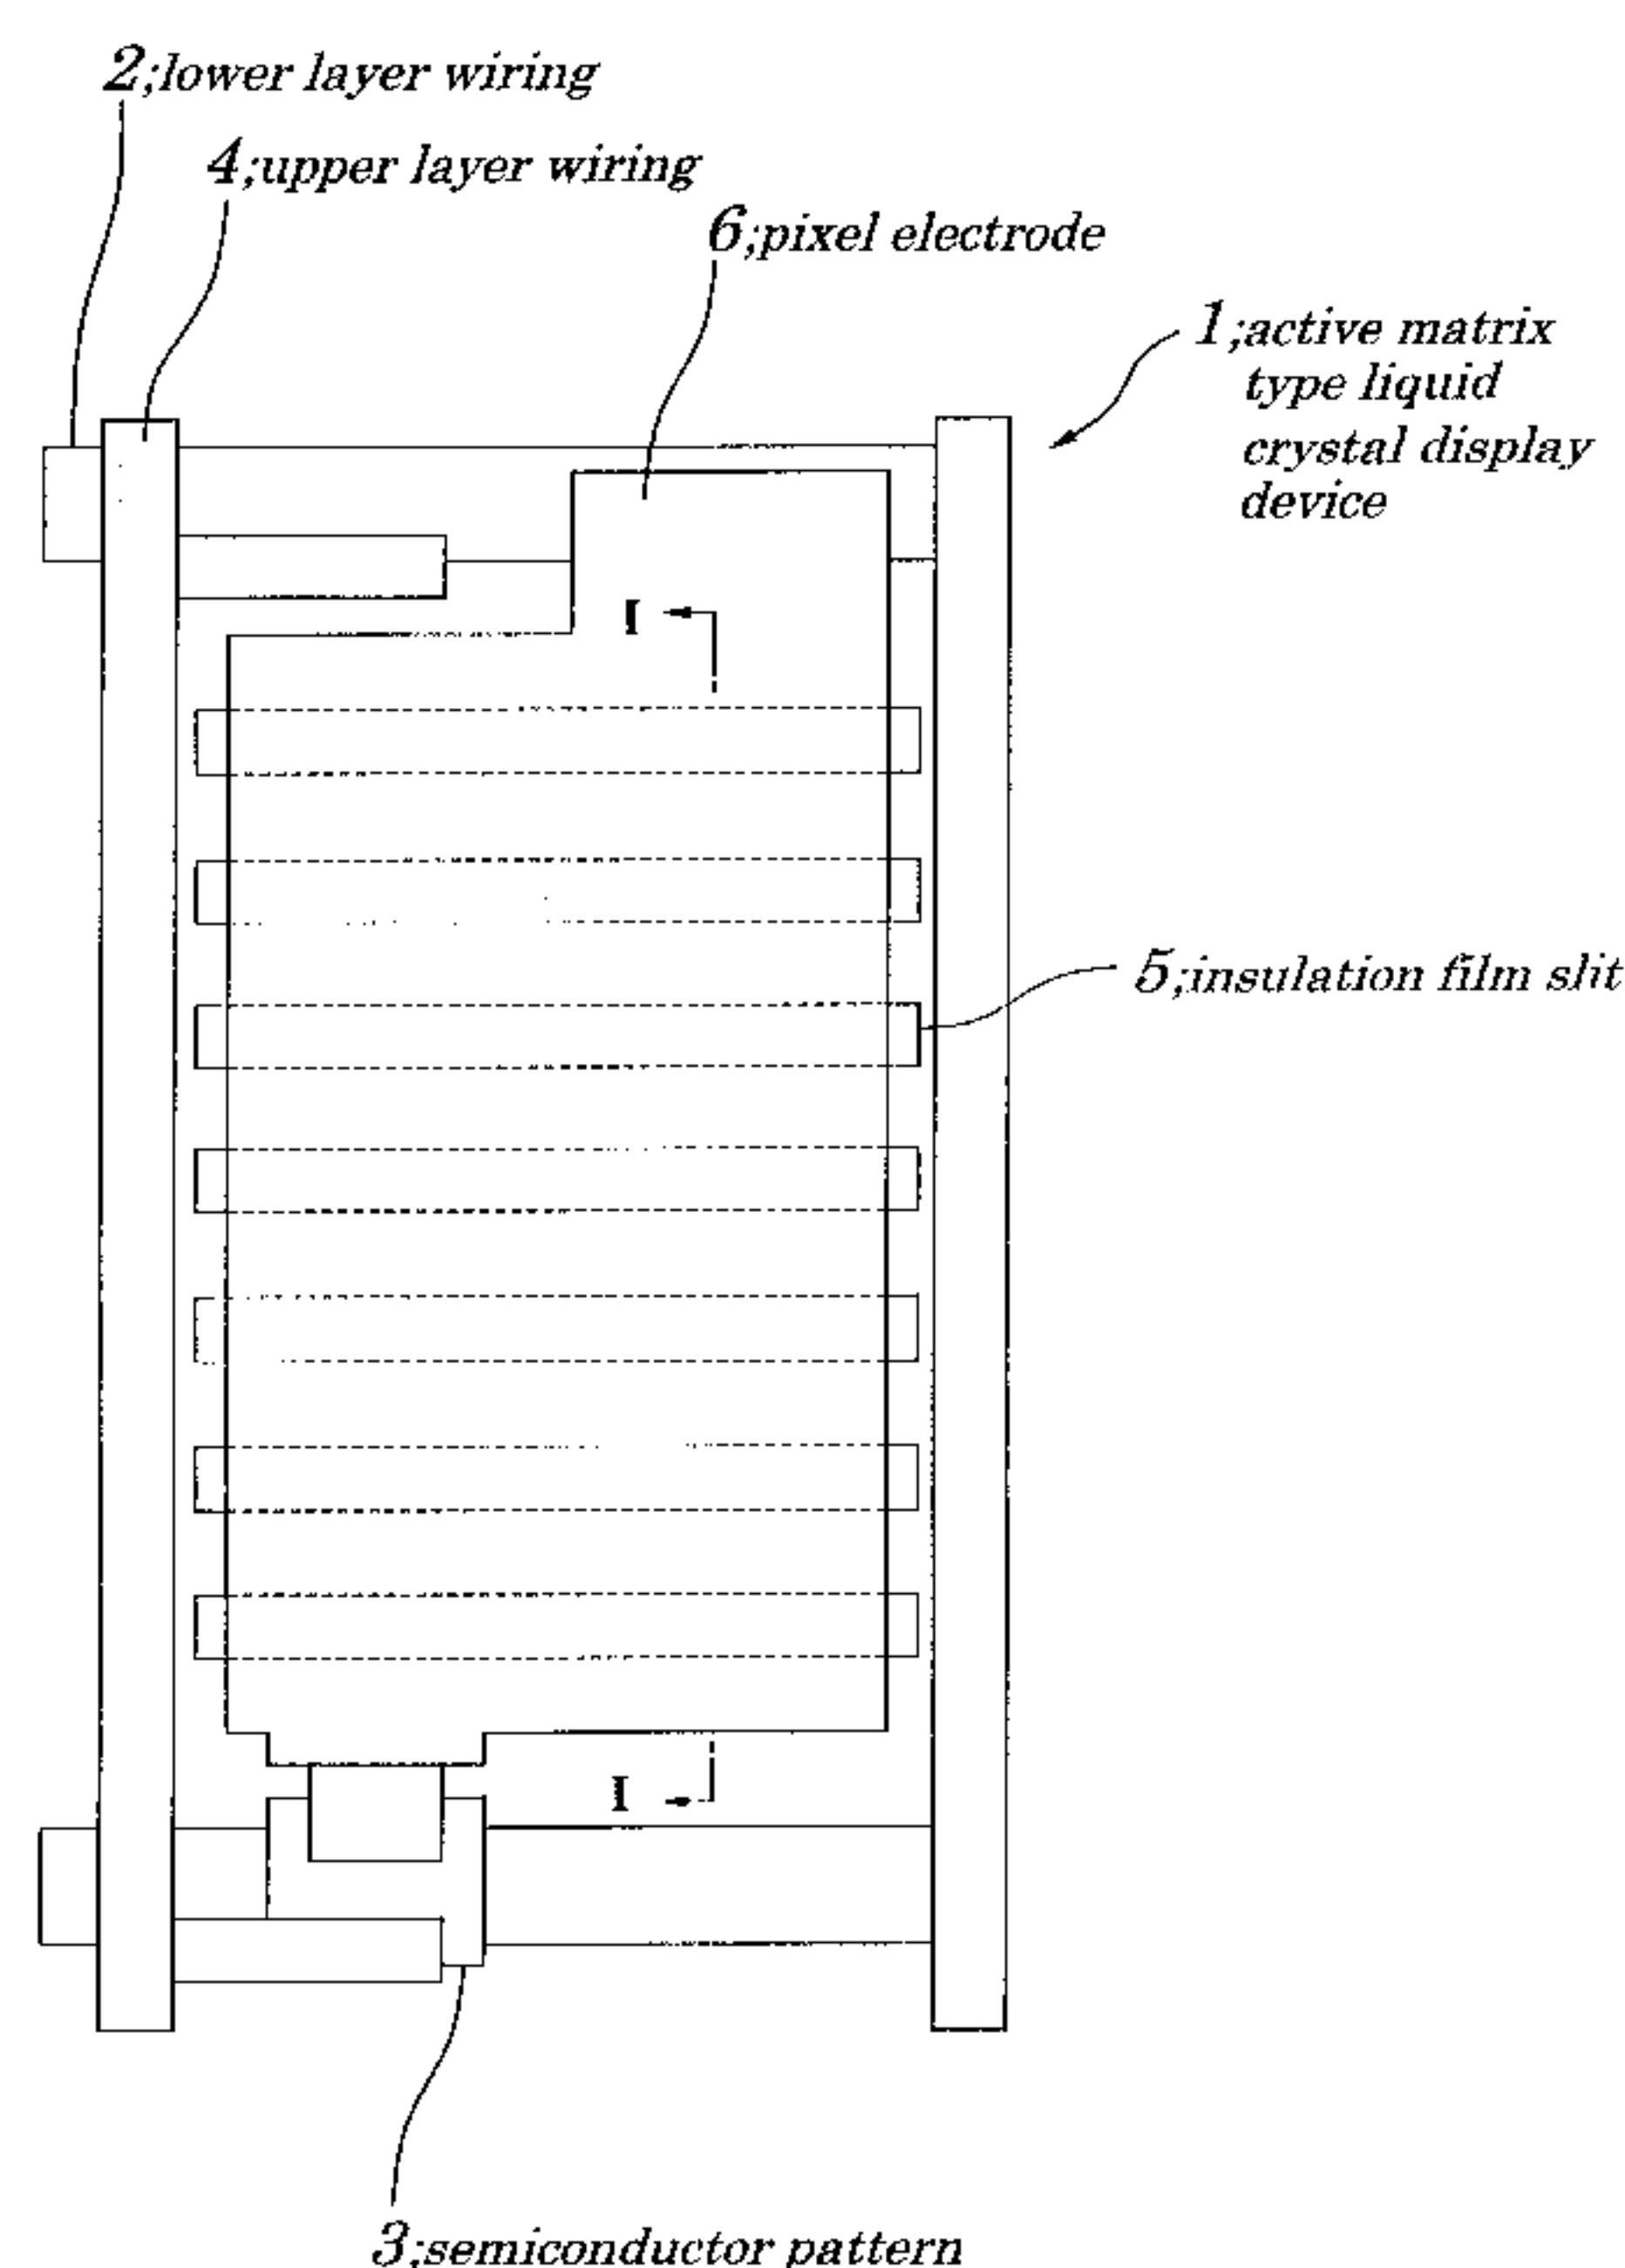 2;lower layer wiring
4;upper layer wiring
6;pixel electrode
1;active matrix
type liquid
crystal display
device
I
5;insulation film slit
I
3;semiconductor pattern